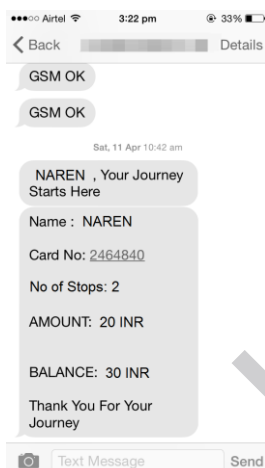 Airtel 3:22 pm 33%
Back Details
GSM OK
GSM OK
Sat, 11 Apr 10:42 am
NAREN , Your Journey
Starts Here
Name : NAREN
Card No: 2464840
No of Stops: 2
AMOUNT: 20 INR
BALANCE: 30 INR
Thank You For Your
Journey
Text Message Send